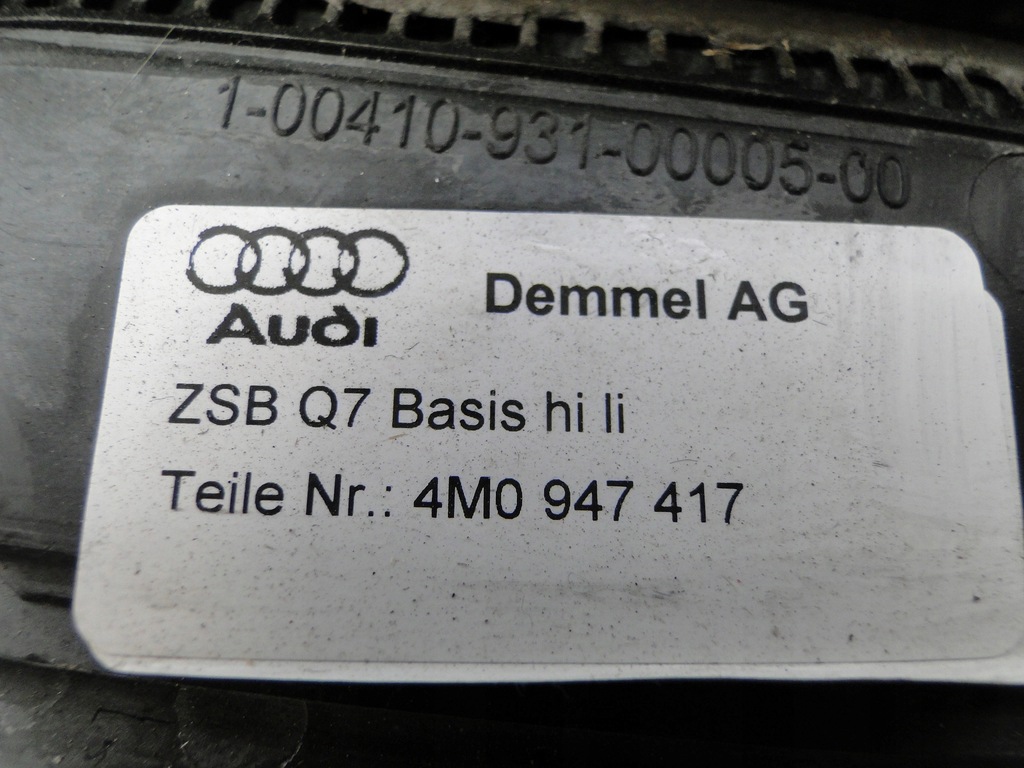 1-00410-931-00005-00
Audi
Demmel AG
ZSB Q7 Basis hi li
Teile Nr.: 4M0 947 417